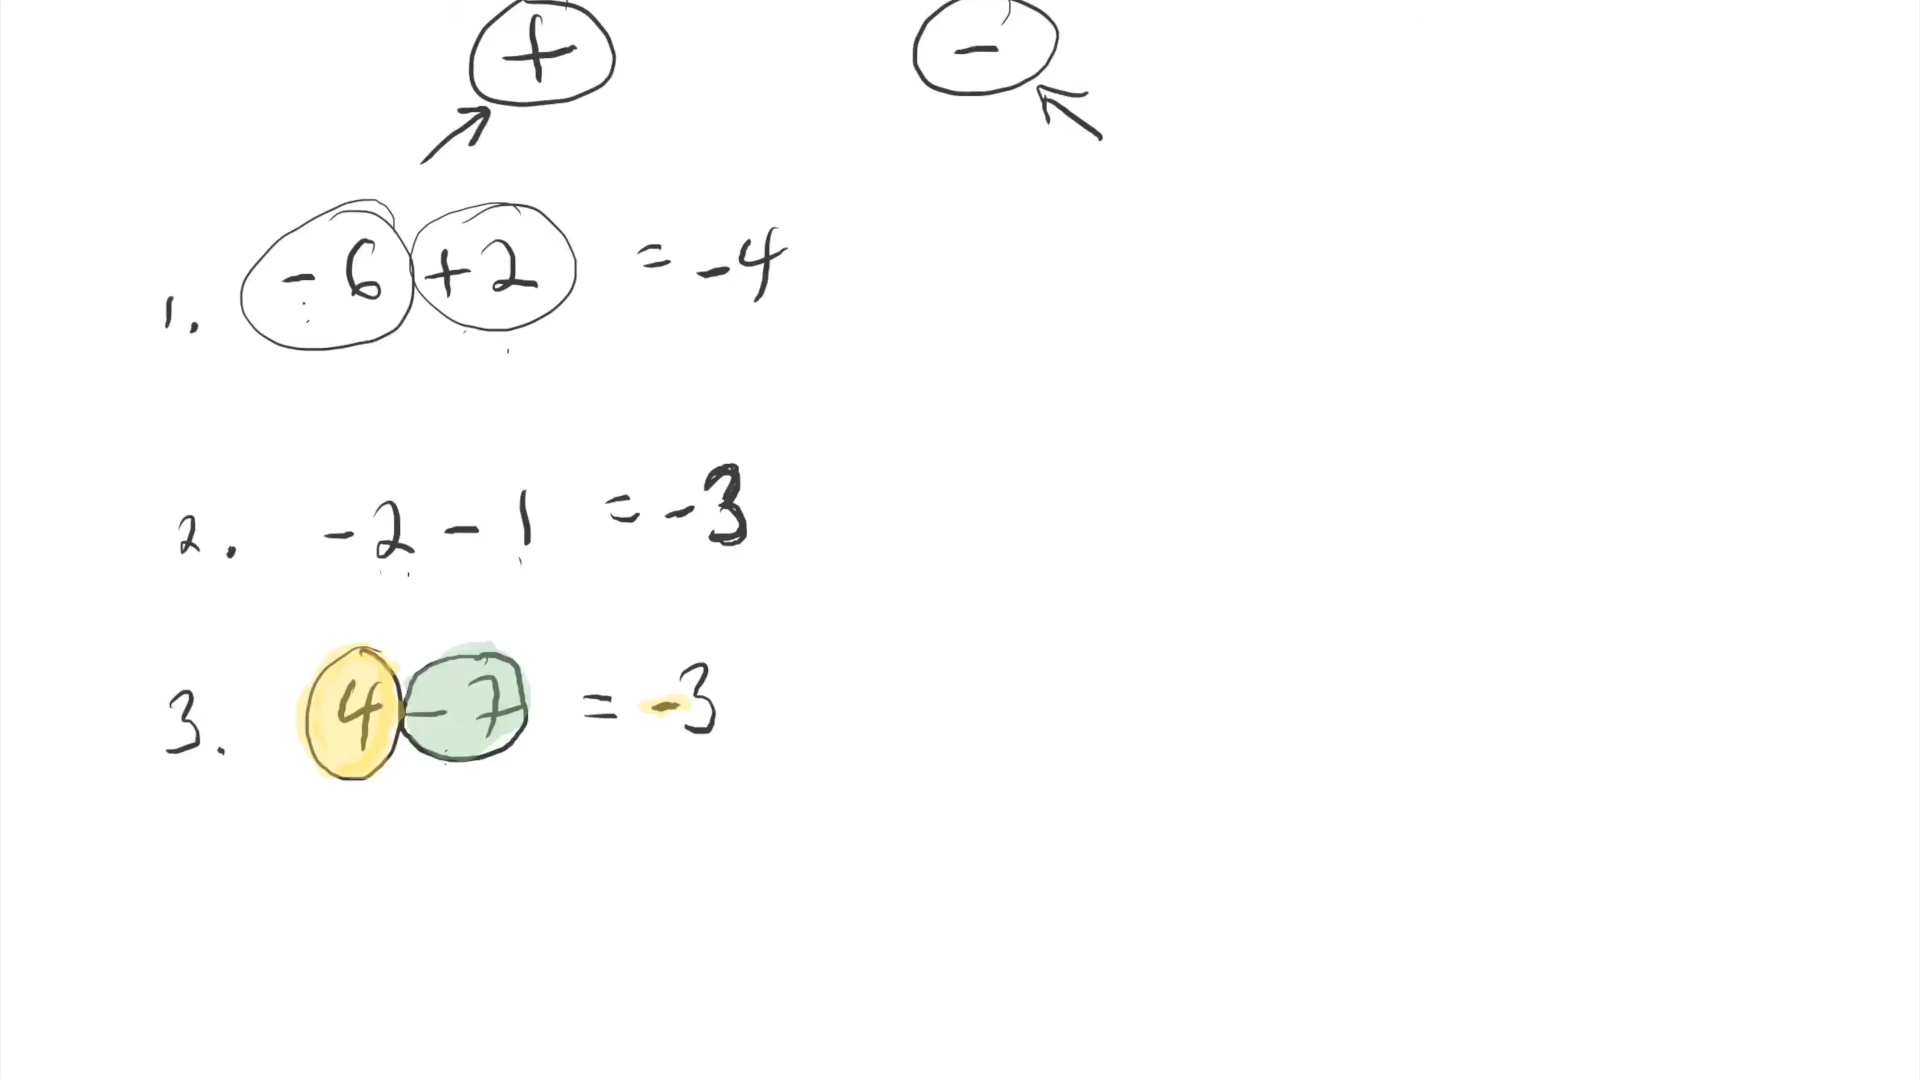 + -
1. -6 +2 = -4
2. -2 - 1 = -3
3. 4 - 7 = -3